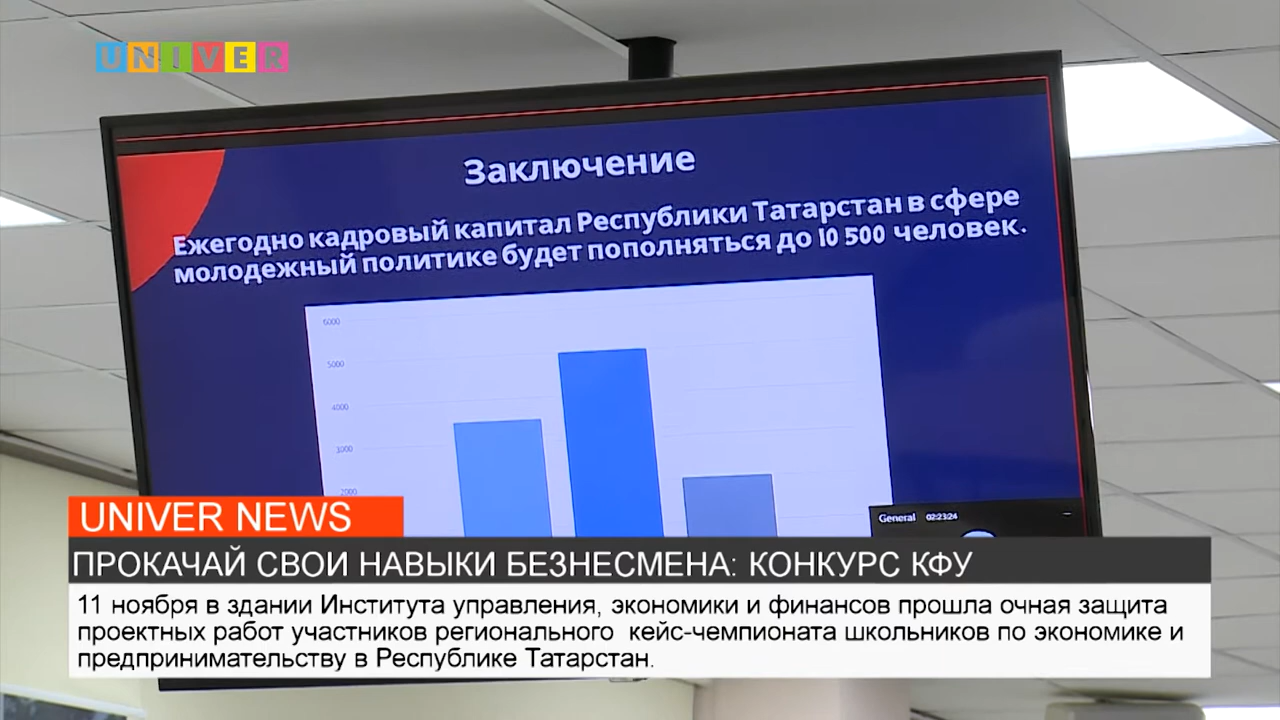 UNIVER
Заключение
Ежегодно кадровый капитал Республики Татарстан в сфере
молодежный политике будет пополняться до 10 500 человек.
6000
5000
4000
3000
2000
General 02:23:24
UNIVER NEWS
ПРОКАЧАЙ СВОИ НАВЫКИ БЕЗНЕСМЕНА: КОНКУРС КФУ
11 ноября в здании Института управления, экономики и финансов прошла очная защита
проектных работ участников регионального кейс-чемпионата школьников по экономике и
предпринимательству в Республике Татарстан.